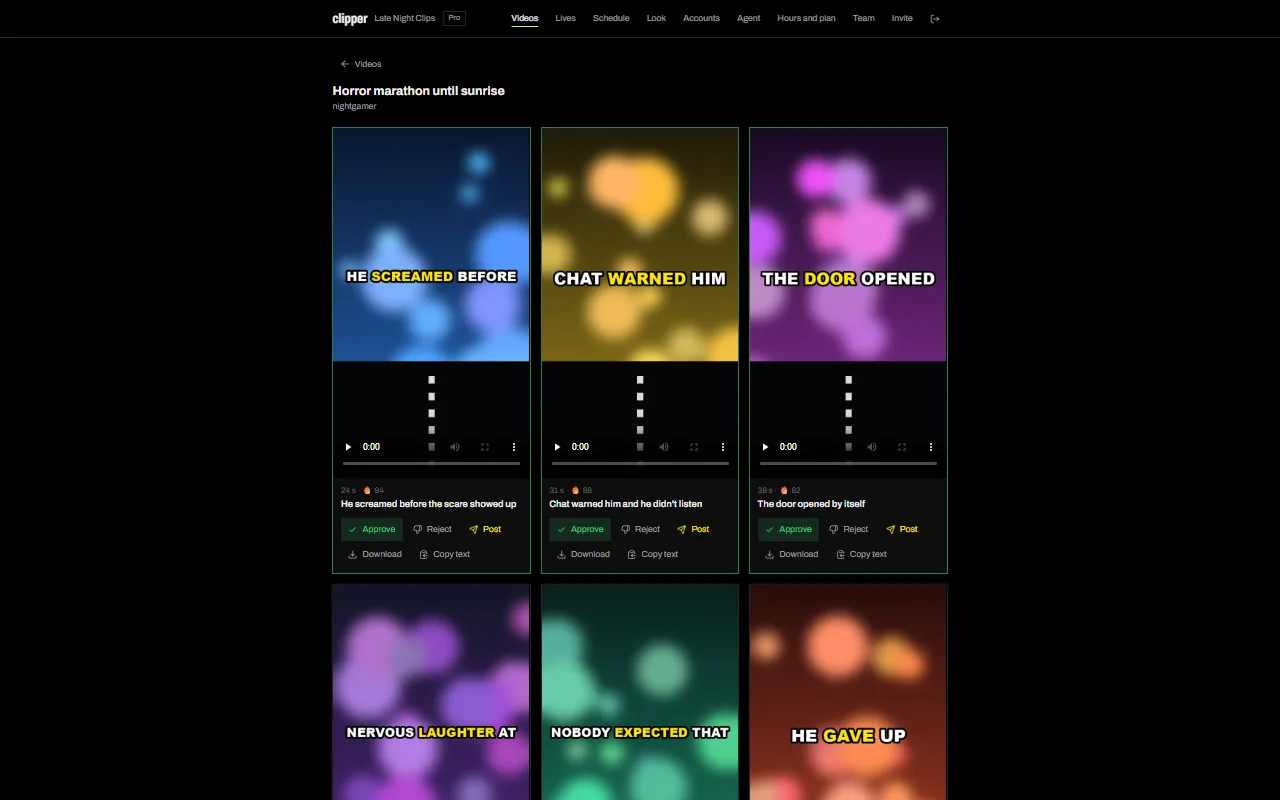 clipper Late Night Clips Pro Videos Lives Schedule Look Accounts Agent Hours and plan Team Invite
Videos
Horror marathon until sunrise
nightgamer
HE SCREAMED BEFORE
CHAT WARNED HIM
THE DOOR OPENED
0:00
0:00
0:00
24 s · 🔥 94
He screamed before the scare showed up
Approve Reject Post
Download Copy text
31 s · 🔥 88
Chat warned him and he didn't listen
Approve Reject Post
Download Copy text
38 s · 🔥 82
The door opened by itself
Approve Reject Post
Download Copy text
NERVOUS LAUGHTER AT
NOBODY EXPECTED THAT
HE GAVE UP